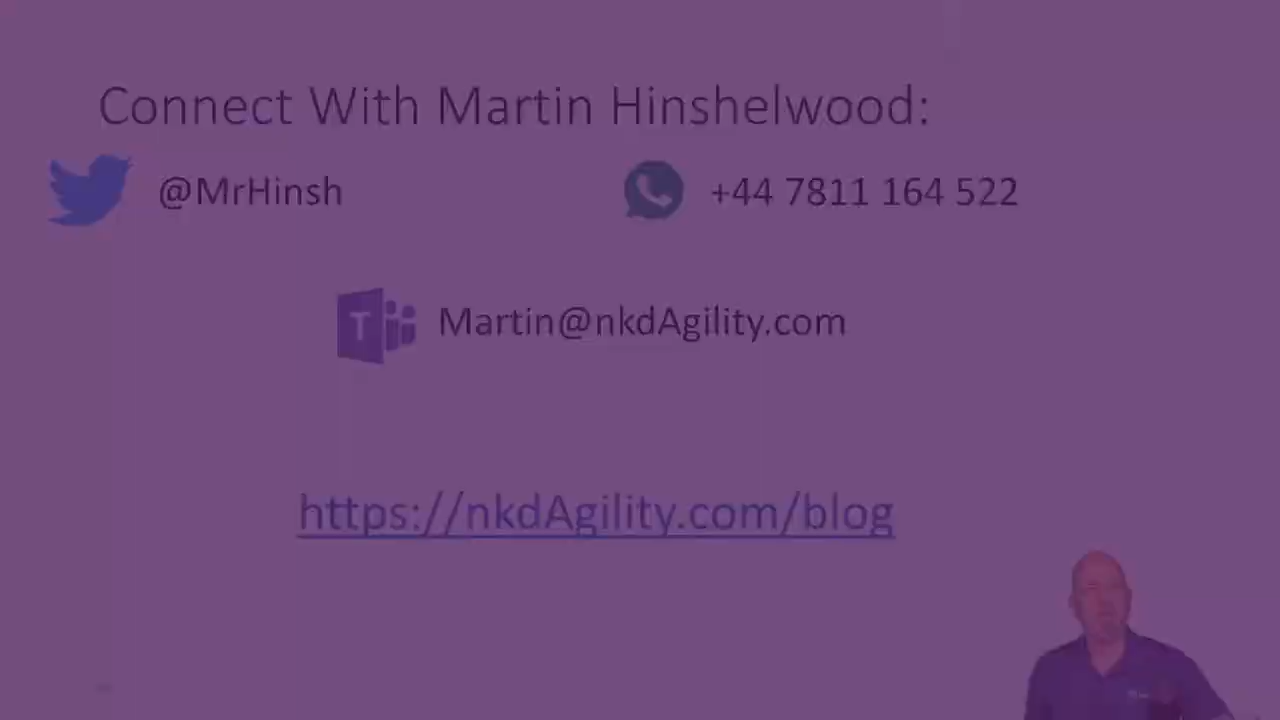 Connect With Martin Hinshelwood:
@MrHinsh
+44 7811 164 522
T
Martin@nkdAgility.com
https://nkdAgility.com/blog